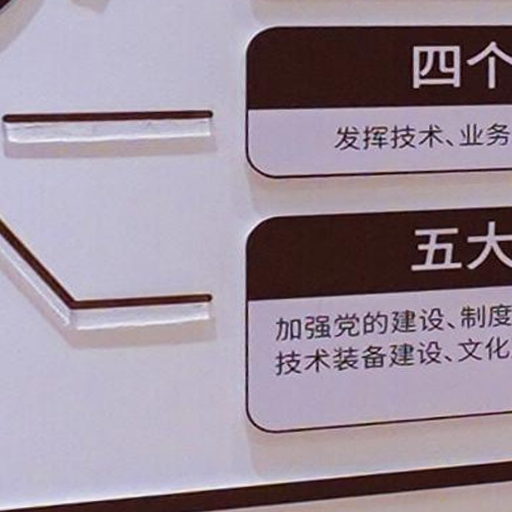 四个
发挥技术、业务
五大
加强党的建设、制度
技术装备建设、文化